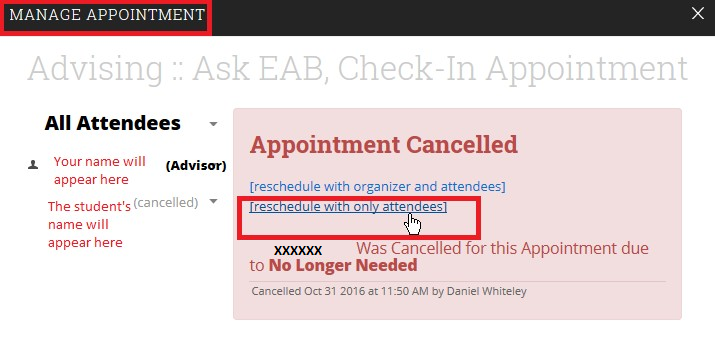 MANAGE APPOINTMENT
Advising :: Ask EAB, Check-In Appointment
All Attendees
Your name will
appear here
(Advisor)
The student's
name will
appear here
(cancelled)
Appointment Cancelled
[reschedule with organizer and attendees]
[reschedule with only attendees]
XXXXXX Was Cancelled for this Appointment due
to No Longer Needed
Cancelled Oct 31 2016 at 11:50 AM by Daniel Whiteley